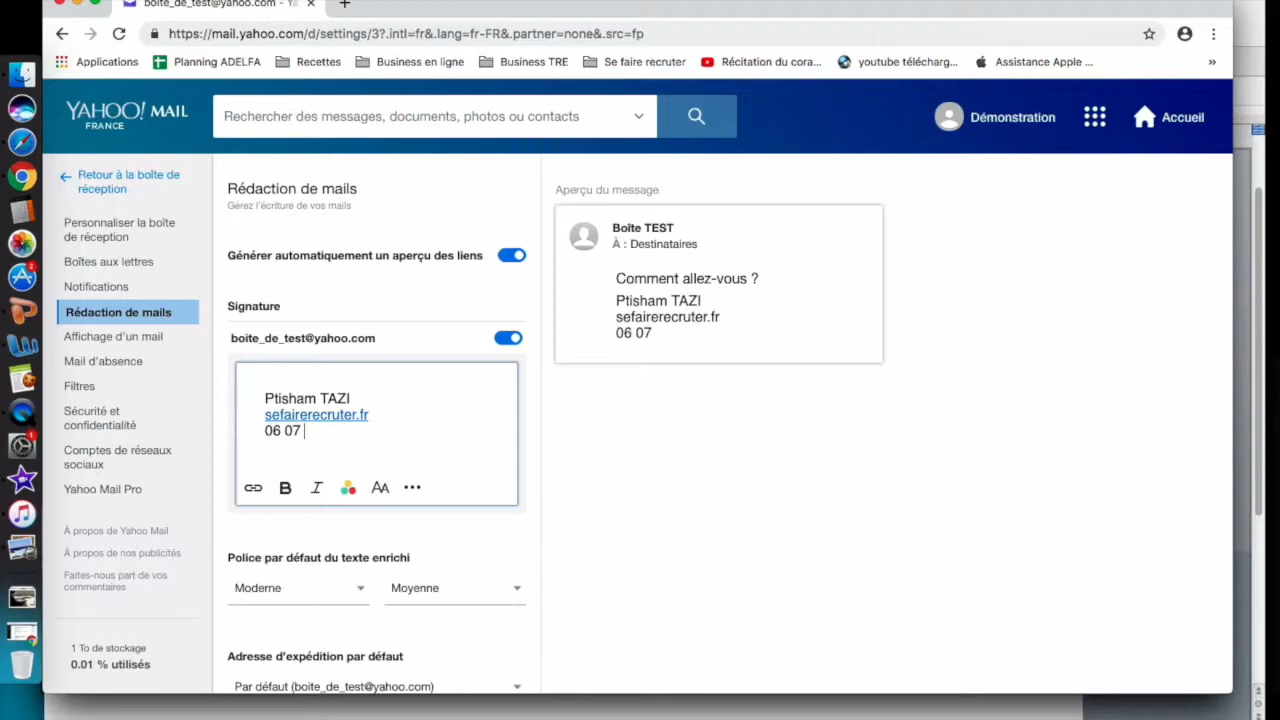 boite_de_test@yahoo.com - Ya
https://mail.yahoo.com/d/settings/3?.intl=fr&.lang=fr-FR&.partner=none&.src=fp
Applications
Planning ADELFA
Recettes
Business en ligne
Business TRE
Se faire recruter
Récitation du cora...
youtube télécharg...
Assistance Apple ...
»
YAHOO! MAIL
FRANCE
Rechercher des messages, documents, photos ou contacts
Démonstration
Accueil
Retour à la boîte de
réception
Personnaliser la boîte
de réception
Boîtes aux lettres
Notifications
Rédaction de mails
Affichage d'un mail
Mail d'absence
Filtres
Sécurité et
confidentialité
Comptes de réseaux
sociaux
Yahoo Mail Pro
À propos de Yahoo Mail
À propos de nos publicités
Faites-nous part de vos
commentaires
1 To de stockage
0.01 % utilisés
Rédaction de mails
Gérez l'écriture de vos mails
Générer automatiquement un aperçu des liens
Signature
boite_de_test@yahoo.com
Ptisham TAZI
sefairerecruter.fr
06 07
B I AA
Police par défaut du texte enrichi
Moyenne
Moderne
Adresse d'expédition par défaut
Par défaut (boite_de_test@yahoo.com)
Aperçu du message
Boîte TEST
À : Destinataires
Comment allez-vous ?
Ptisham TAZI
sefairerecruter.fr
06 07